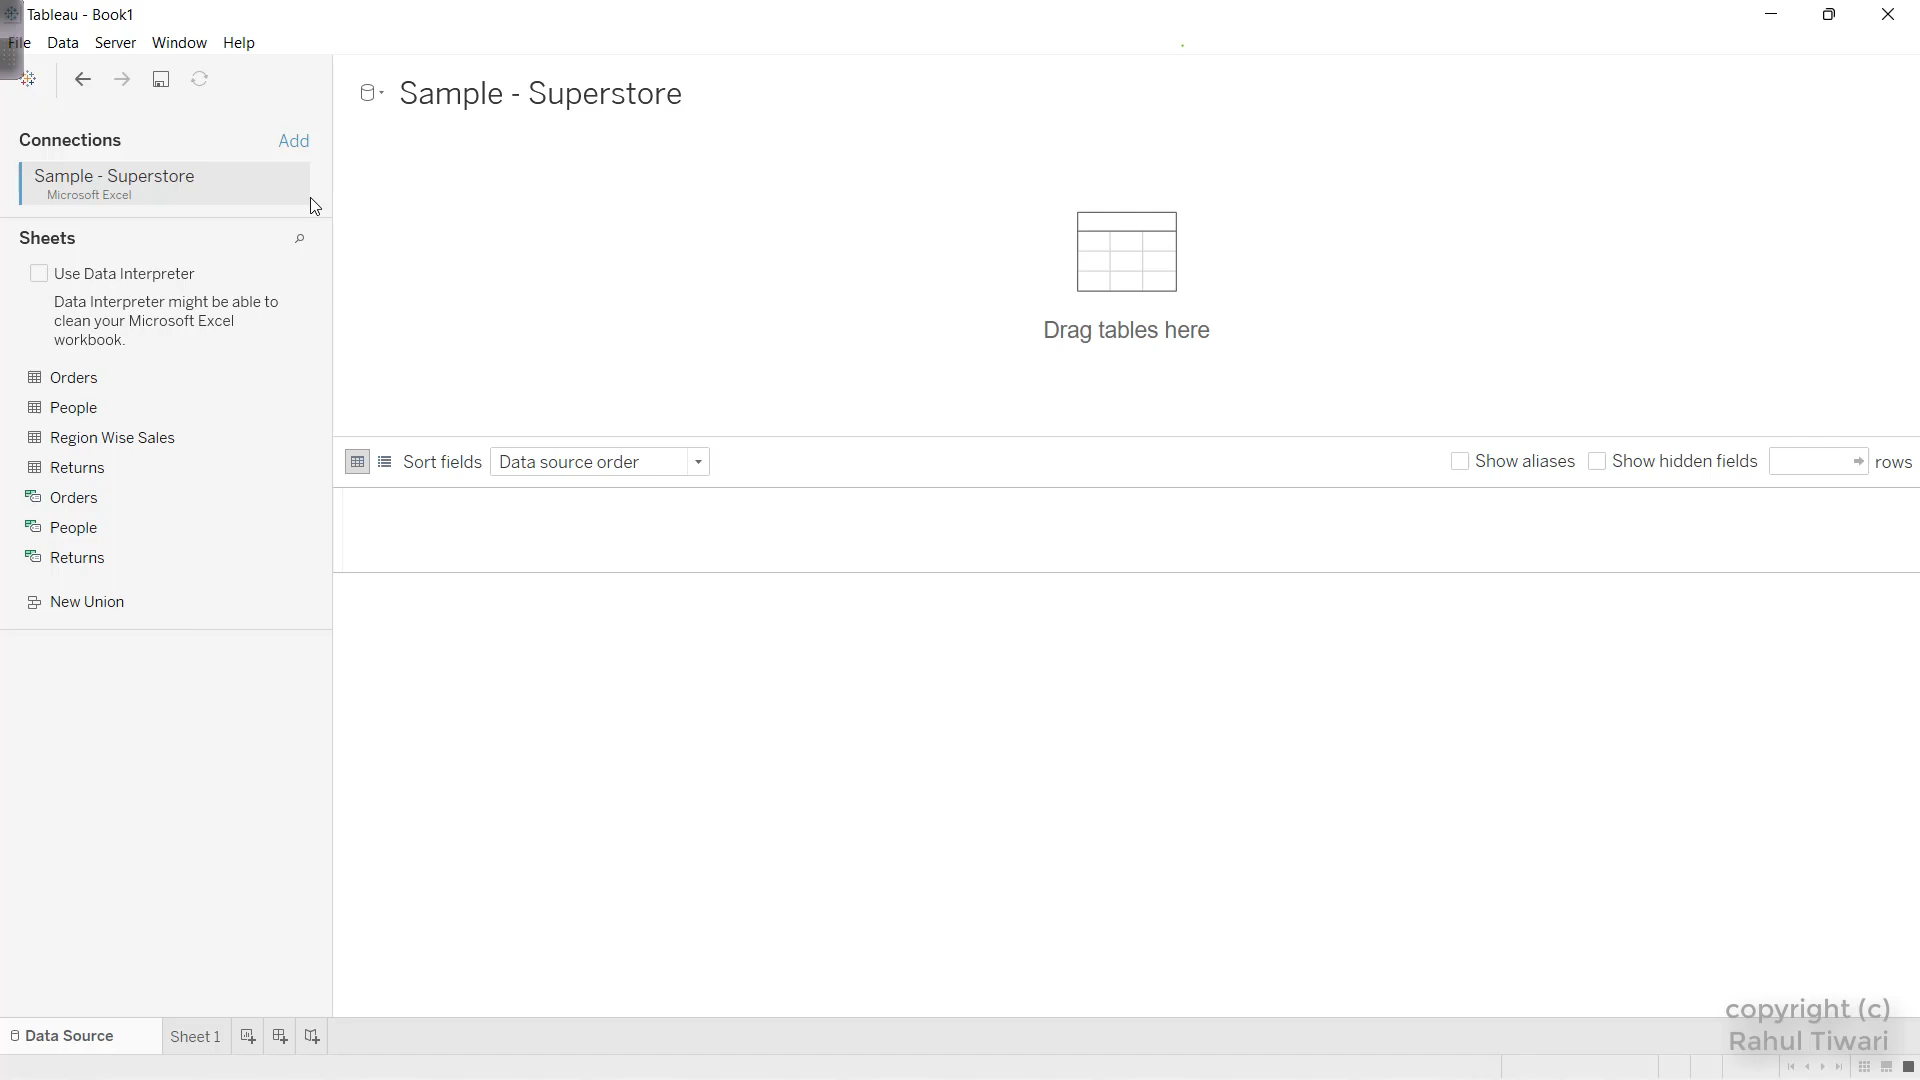 Tableau - Book1
File Data Server Window Help
Sample - Superstore
Connections Add
Sample - Superstore
Microsoft Excel
Sheets
Use Data Interpreter
Data Interpreter might be able to
clean your Microsoft Excel
workbook.
Drag tables here
Orders
People
Region Wise Sales
Returns
Orders
People
Returns
New Union
Sort fields Data source order Show aliases Show hidden fields rows
copyright (c)
Rahul Tiwari
Data Source Sheet 1